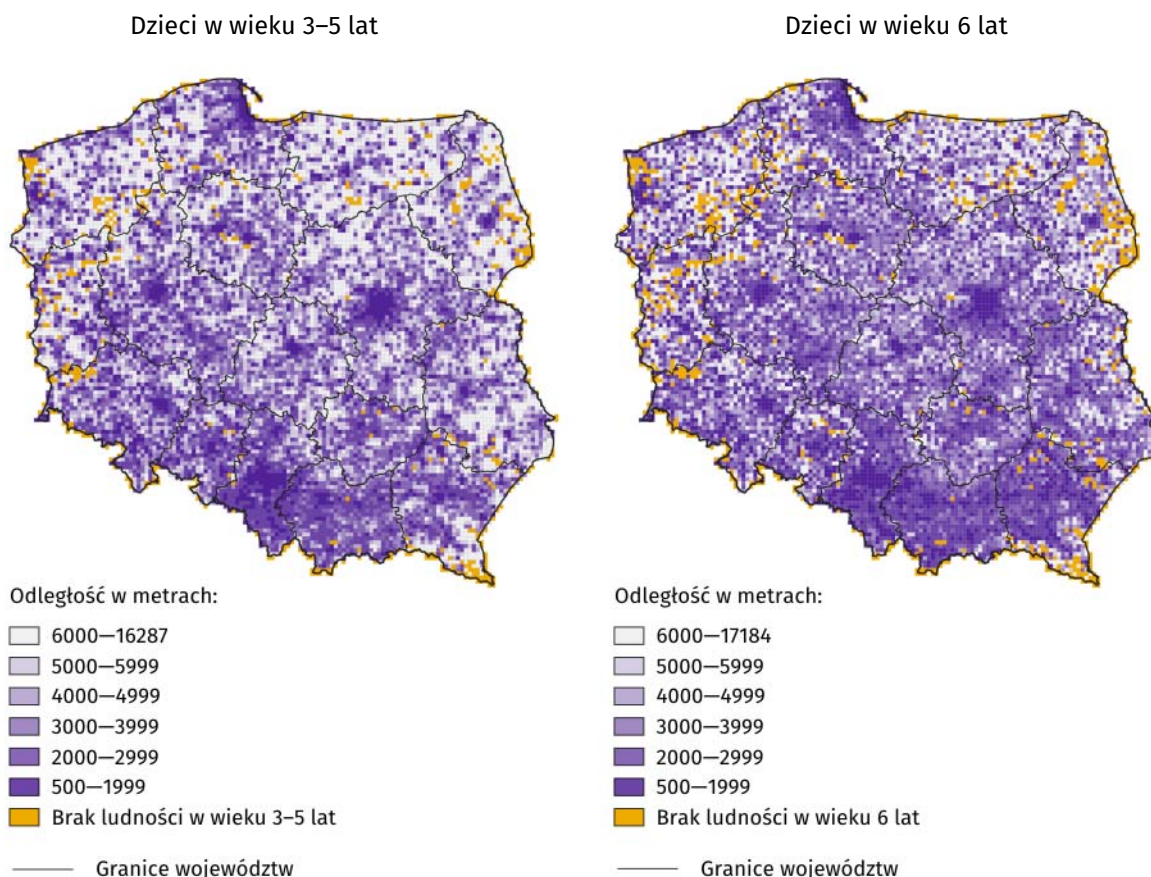 Dzieci w wieku 3–5 lat
Odległość w metrach:
6000—16287
5000—5999
4000—4999
3000—3999
2000—2999
500—1999
Brak ludności w wieku 3–5 lat
Granice województw
Dzieci w wieku 6 lat
Odległość w metrach:
6000—17184
5000—5999
4000—4999
3000—3999
2000—2999
500—1999
Brak ludności w wieku 6 lat
Granice województw